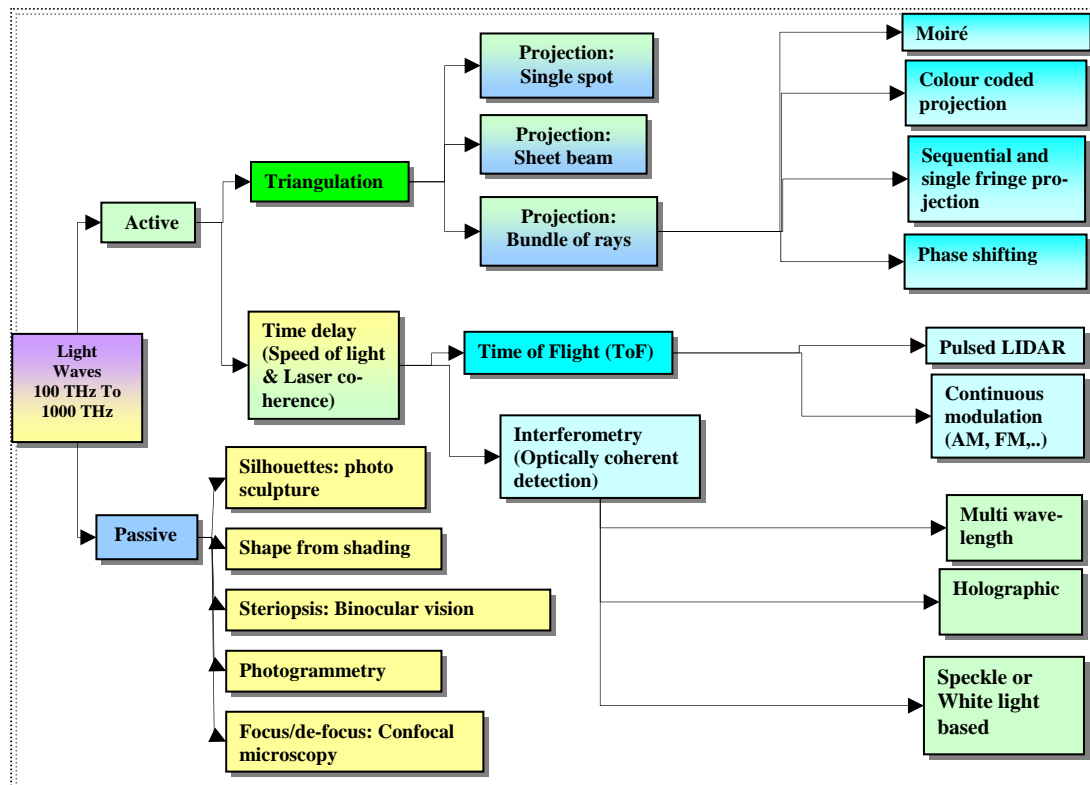 Light
Waves
100 THz To
1000 THz
Active
Triangulation
Projection:
Single spot
Projection:
Sheet beam
Projection:
Bundle of rays
Moiré
Colour coded
projection
Sequential and
single fringe pro-
jection
Phase shifting
Time delay
(Speed of light
& Laser co-
herence)
Time of Flight (ToF)
Pulsed LIDAR
Continuous
modulation
(AM, FM,..)
Interferometry
(Optically coherent
detection)
Multi wave-
length
Holographic
Speckle or
White light
based
Passive
Silhouettes: photo
sculpture
Shape from shading
Steriopsis: Binocular vision
Photogrammetry
Focus/de-focus: Confocal
microscopy